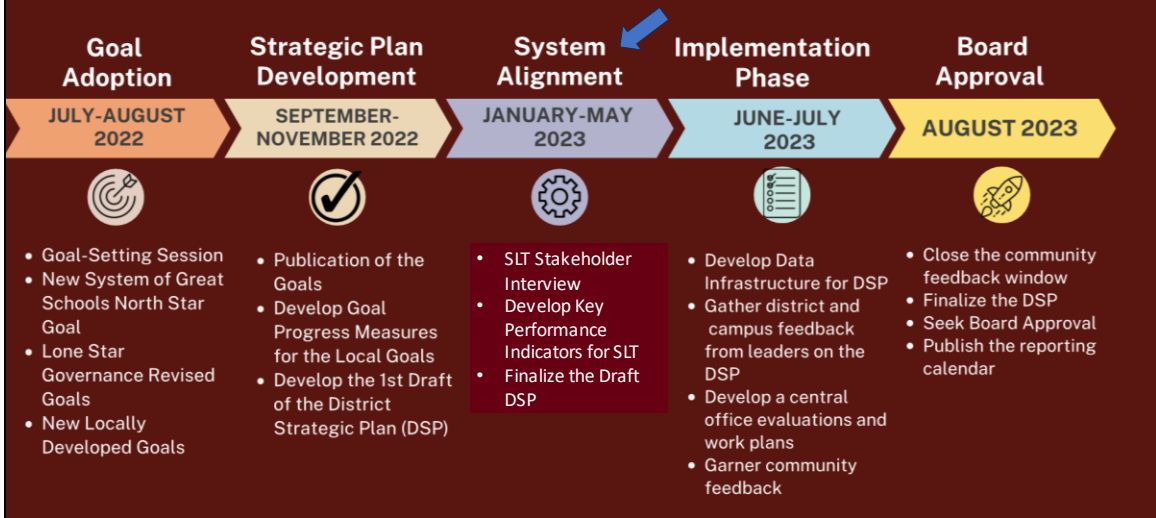 Goal
Adoption
JULY-AUGUST
2022
• Goal-Setting Session
• New System of Great
Schools North Star
Goal
• Lone Star
Governance Revised
Goals
• New Locally
Developed Goals
Strategic Plan
Development
SEPTEMBER-
NOVEMBER 2022
• Publication of the
Goals
• Develop Goal
Progress Measures
for the Local Goals
• Develop the 1st Draft
of the District
Strategic Plan (DSP)
System
Alignment
JANUARY-MAY
2023
• SLT Stakeholder
Interview
• Develop Key
Performance
Indicators for SLT
• Finalize the Draft
DSP
Implementation
Phase
JUNE-JULY
2023
• Develop Data
Infrastructure for DSP
• Gather district and
campus feedback
from leaders on the
DSP
• Develop a central
office evaluations and
work plans
• Garner community
feedback
Board
Approval
AUGUST 2023
• Close the community
feedback window
• Finalize the DSP
• Seek Board Approval
• Publish the reporting
calendar